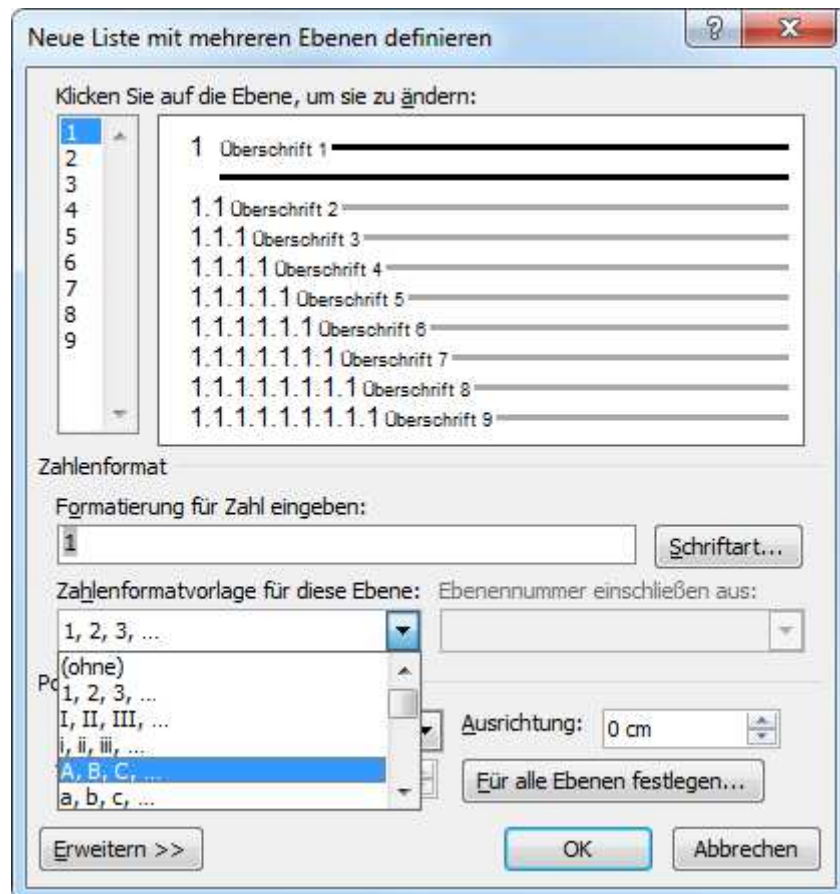 Neue Liste mit mehreren Ebenen definieren
Klicken Sie auf die Ebene, um sie zu ändern:
1
2
3
4
5
6
7
8
9
1 Überschrift 1
1.1 Überschrift 2
1.1.1 Überschrift 3
1.1.1.1 Überschrift 4
1.1.1.1.1 Überschrift 5
1.1.1.1.1.1 Überschrift 6
1.1.1.1.1.1.1 Überschrift 7
1.1.1.1.1.1.1.1 Überschrift 8
1.1.1.1.1.1.1.1.1 Überschrift 9
Zahlenformat
Formatierung für Zahl eingeben:
1
Schriftart...
Zahlenformatvorlage für diese Ebene: Ebenennummer einschließen aus:
1, 2, 3, ...
(ohne)
1, 2, 3, ...
I, II, III, ...
i, ii, iii, ...
A, B, C, ...
a, b, c, ...
Ausrichtung: 0 cm
Für alle Ebenen festlegen...
Erweitern >> OK Abbrechen